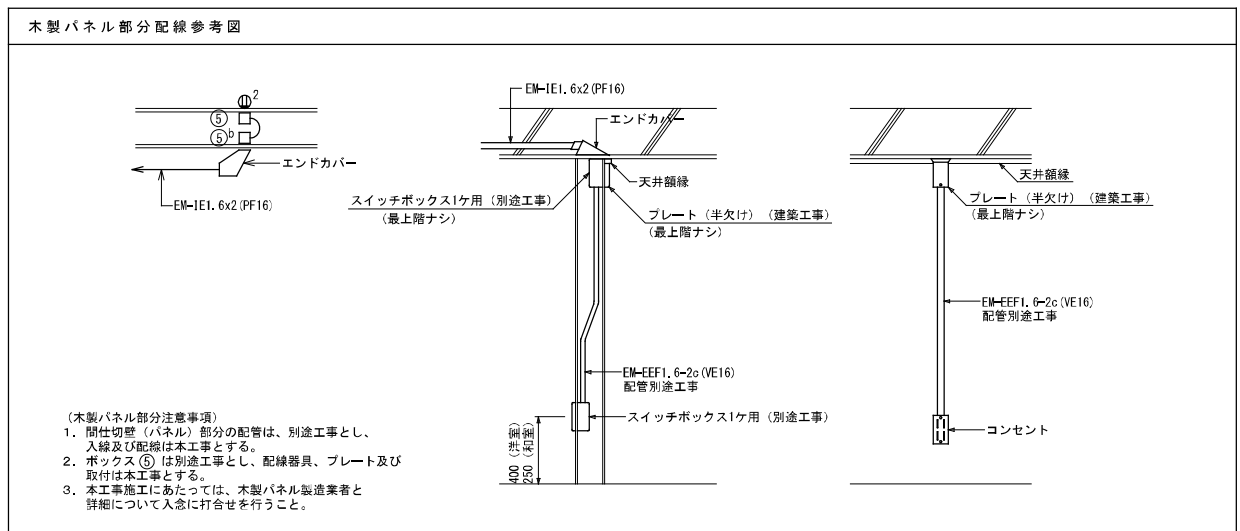 木製パネル部分配線参考図
2
⑤
⑤b
エンドカバー
EM-IE1.6x2(PF16)
EM-IE1.6x2(PF16)
エンドカバー
天井額縁
スイッチボックス1ケ用（別途工事）
（最上階ナシ）
プレート（半欠け）（建築工事）
（最上階ナシ）
EM-EEF1.6-2c(VE16)
配管別途工事
スイッチボックス1ケ用（別途工事）
400（洋室）
250（和室）
天井額縁
プレート（半欠け）（建築工事）
（最上階ナシ）
EM-EEF1.6-2c(VE16)
配管別途工事
コンセント
（木製パネル部分注意事項）
1. 間仕切壁（パネル）部分の配管は、別途工事とし、
入線及び配線は本工事とする。
2. ボックス⑤は別途工事とし、配線器具、プレート及び
取付は本工事とする。
3. 本工事施工にあたっては、木製パネル製造業者と
詳細について入念に打合せを行うこと。